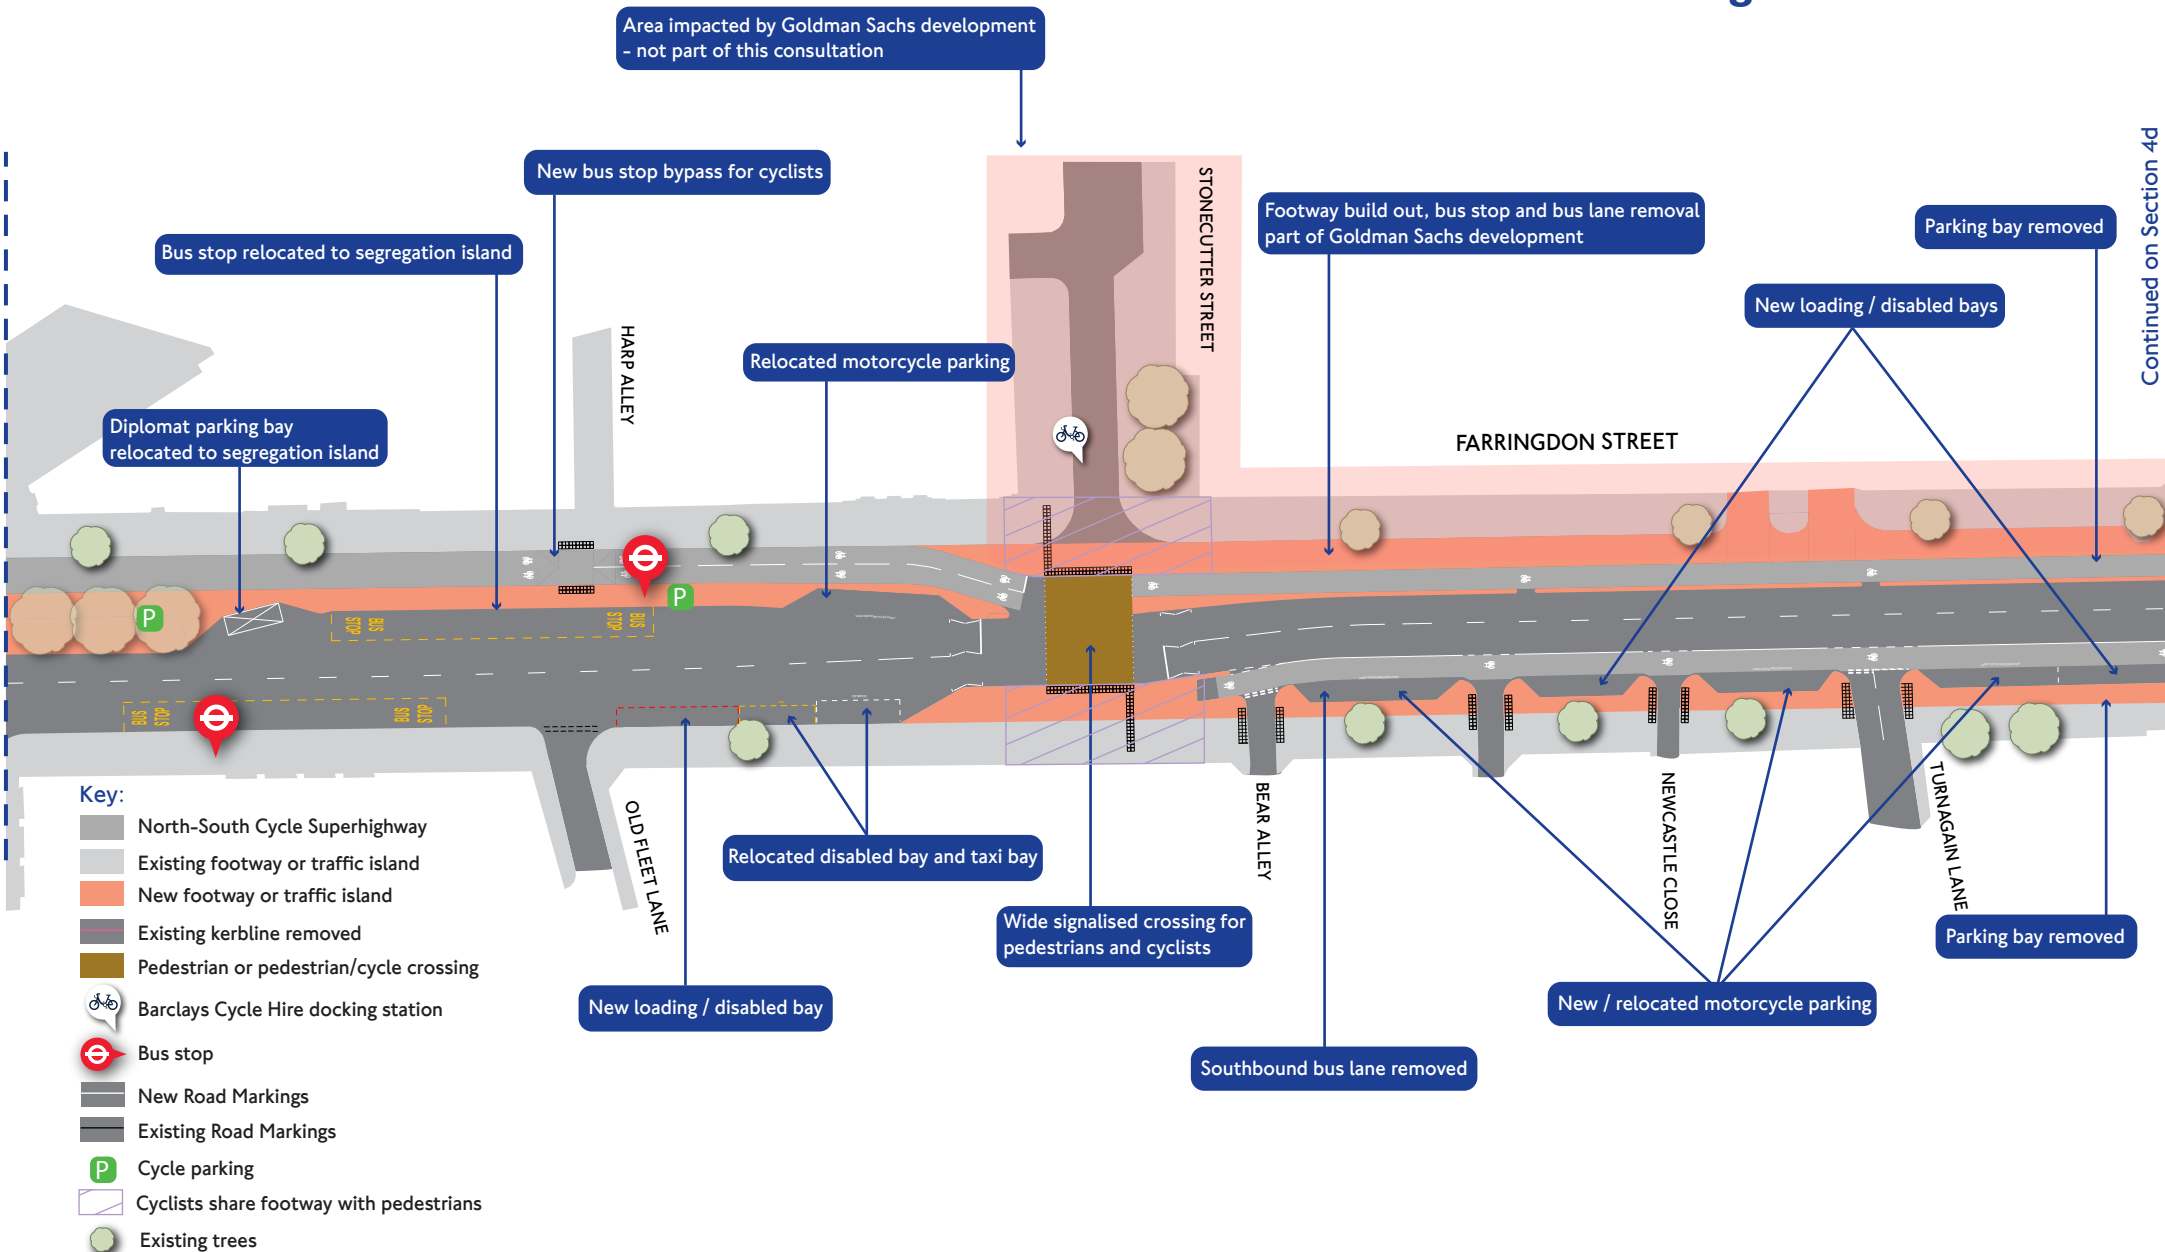 Area impacted by Goldman Sachs development
- not part of this consultation
New bus stop bypass for cyclists
Bus stop relocated to segregation island
Footway build out, bus stop and bus lane removal
part of Goldman Sachs development
Parking bay removed
Continued on Section 4d
New loading / disabled bays
STONECUTTER STREET
HARP ALLEY
Relocated motorcycle parking
Diplomat parking bay
relocated to segregation island
FARRINGDON STREET
P
P
BUS STOP
BUS STOP
BUS STOP
BUS STOP
OLD FLEET LANE
BEAR ALLEY
NEWCASTLE CLOSE
TURNAGAIN LANE
Relocated disabled bay and taxi bay
Wide signalised crossing for
pedestrians and cyclists
Parking bay removed
New loading / disabled bay
New / relocated motorcycle parking
Southbound bus lane removed
Key:
North-South Cycle Superhighway
Existing footway or traffic island
New footway or traffic island
Existing kerbline removed
Pedestrian or pedestrian/cycle crossing
Barclays Cycle Hire docking station
Bus stop
New Road Markings
Existing Road Markings
P Cycle parking
Cyclists share footway with pedestrians
Existing trees